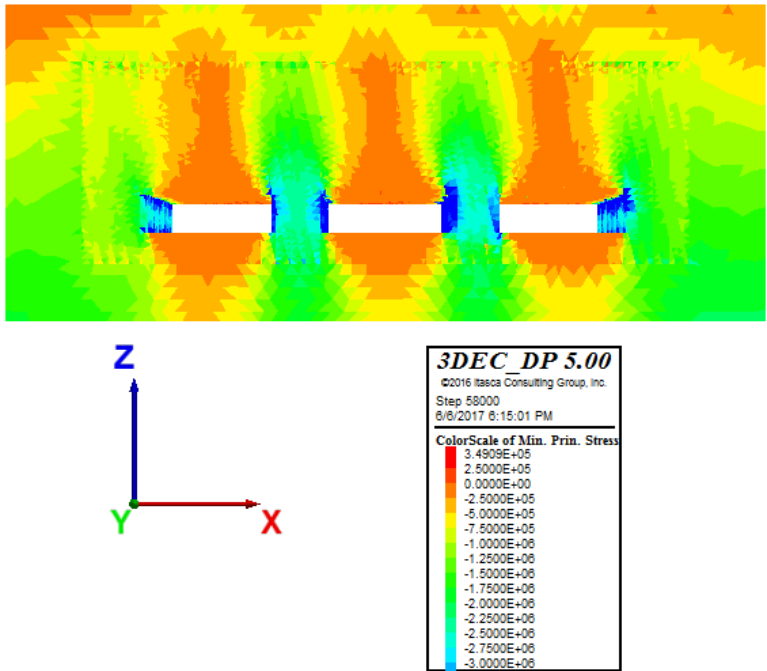 Z
Y
X
3DEC_DP 5.00
©2016 Itasca Consulting Group, Inc.
Step 58000
6/6/2017 6:15:01 PM
ColorScale of Min. Prin. Stress
3.4909E+05
2.5000E+05
0.0000E+00
-2.5000E+05
-5.0000E+05
-7.5000E+05
-1.0000E+06
-1.2500E+06
-1.5000E+06
-1.7500E+06
-2.0000E+06
-2.2500E+06
-2.5000E+06
-2.7500E+06
-3.0000E+06